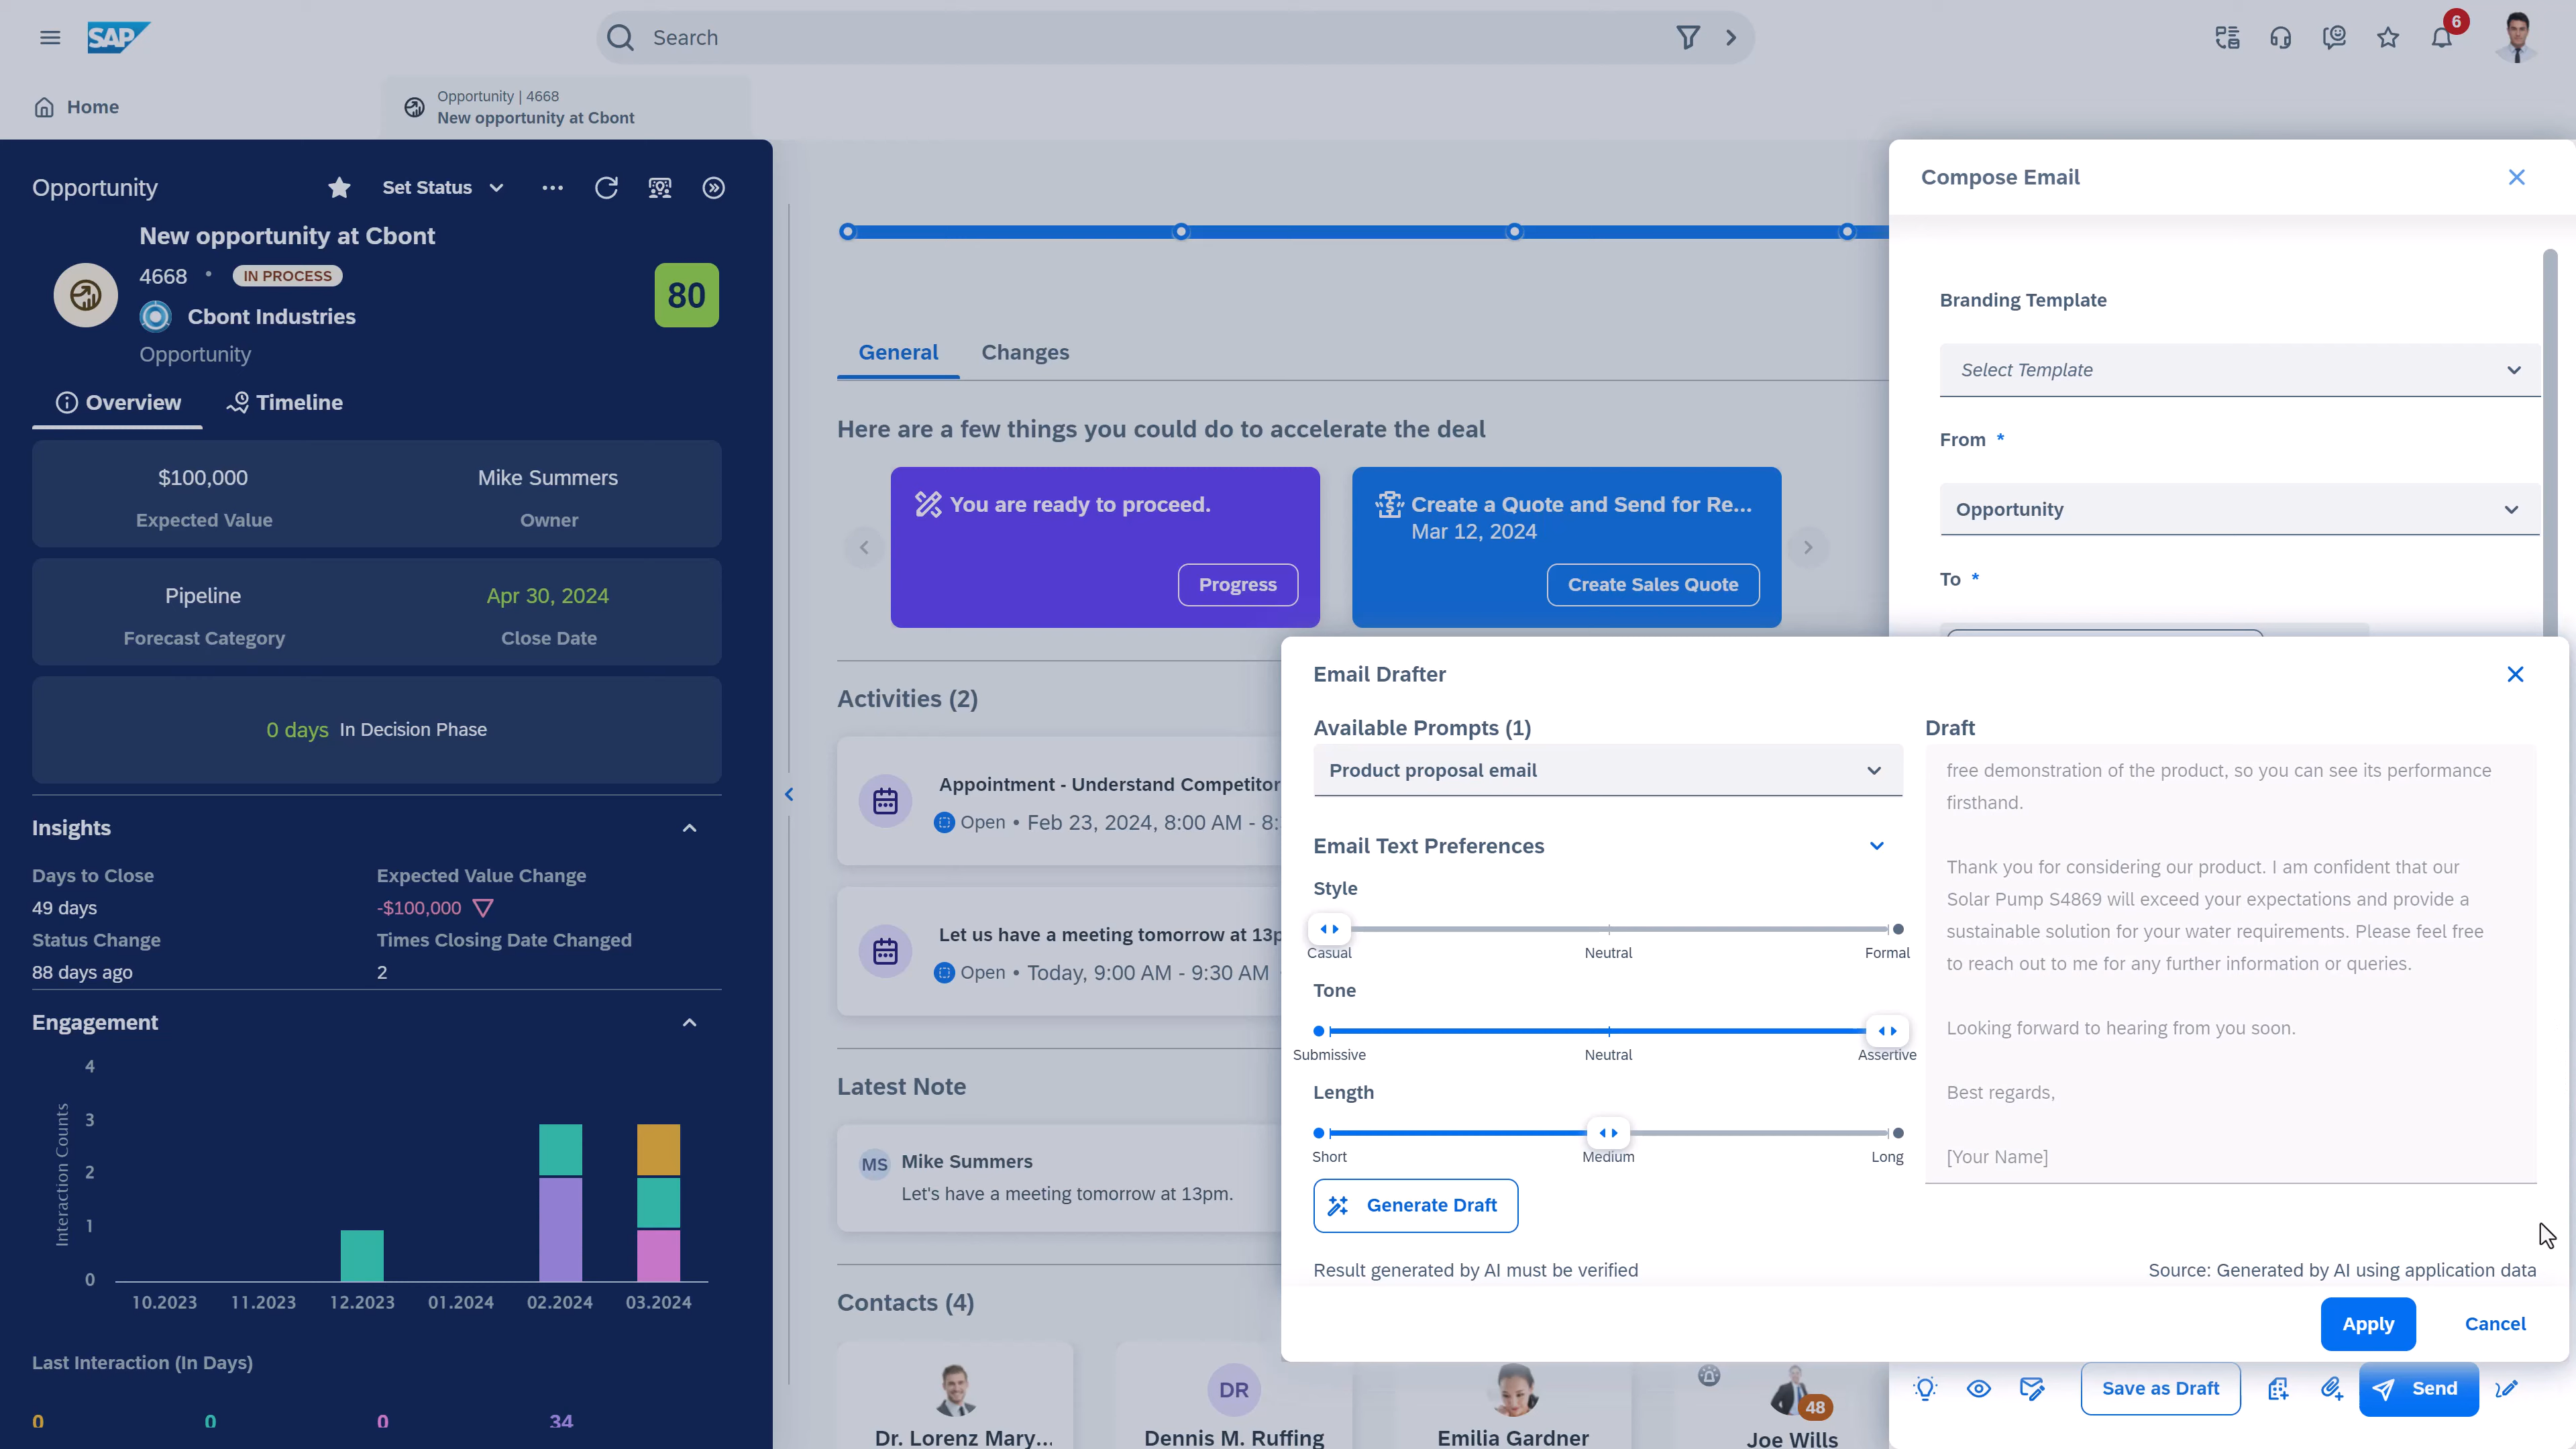 SAP
Search
6
Home
Opportunity | 4668
New opportunity at Cbont
Opportunity
Set Status
New opportunity at Cbont
4668 • IN PROCESS
Cbont Industries
Opportunity
80
Overview
Timeline
$100,000
Expected Value
Mike Summers
Owner
Pipeline
Forecast Category
Apr 30, 2024
Close Date
0 days In Decision Phase
Insights
Days to Close
49 days
Expected Value Change
-$100,000
Status Change
88 days ago
Times Closing Date Changed
2
Engagement
Interaction Counts
4
3
2
1
0
10.2023
11.2023
12.2023
01.2024
02.2024
03.2024
Last Interaction (In Days)
0
0
0
34
General
Changes
Here are a few things you could do to accelerate the deal
You are ready to proceed.
Progress
Create a Quote and Send for Re...
Mar 12, 2024
Create Sales Quote
Activities (2)
Appointment - Understand Competitor
Open • Feb 23, 2024, 8:00 AM - 8:
Let us have a meeting tomorrow at 13p
Open • Today, 9:00 AM - 9:30 AM
Latest Note
MS
Mike Summers
Let's have a meeting tomorrow at 13pm.
Contacts (4)
Dr. Lorenz Mary...
DR
Dennis M. Ruffing
Emilia Gardner
48
Joe Wills
Compose Email
Branding Template
Select Template
From *
Opportunity
To *
Email Drafter
Available Prompts (1)
Product proposal email
Email Text Preferences
Style
Casual
Neutral
Formal
Tone
Submissive
Neutral
Assertive
Length
Short
Medium
Long
Generate Draft
Result generated by AI must be verified
Draft
free demonstration of the product, so you can see its performance
firsthand.
Thank you for considering our product. I am confident that our
Solar Pump S4869 will exceed your expectations and provide a
sustainable solution for your water requirements. Please feel free
to reach out to me for any further information or queries.
Looking forward to hearing from you soon.
Best regards,
[Your Name]
Source: Generated by AI using application data
Apply
Cancel
Save as Draft
Send